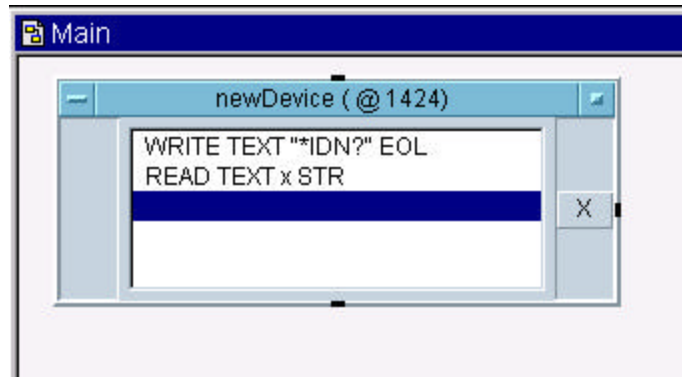 Main
newDevice ( @1424)
WRITE TEXT "*IDN?" EOL
READ TEXT x STR
X